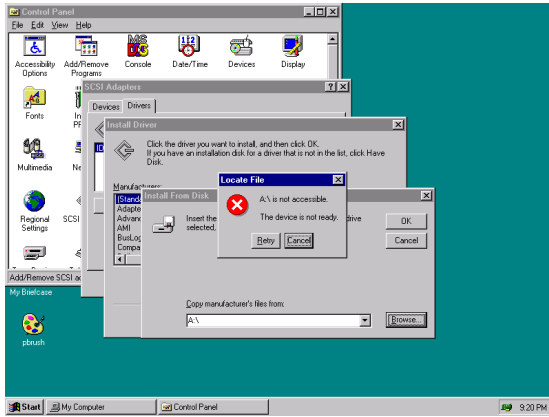 Control Panel
File Edit View Help
MS
DOS
Accessibility Options
Add/Remove Programs
Console
Date/Time
Devices
Display
Fonts
Multimedia
Regional Settings
SCSI
Add/Remove SCSI
SCSI Adapters
Devices Drivers
Install Driver
Click the driver you want to install, and then click OK.
If you have an installation disk for a driver that is not in the list, click Have
Disk.
Manufacturers:
(Standa
Adapte
Advanc
AMI
BusLog
Compa
Install From Disk
Insert the
drive
selected,
OK
Cancel
Copy manufacturer's files from:
A:\
Browse...
Locate File
A:\ is not accessible.
The device is not ready.
Retry Cancel
My Briefcase
pbrush
Start My Computer Control Panel 9:20 PM